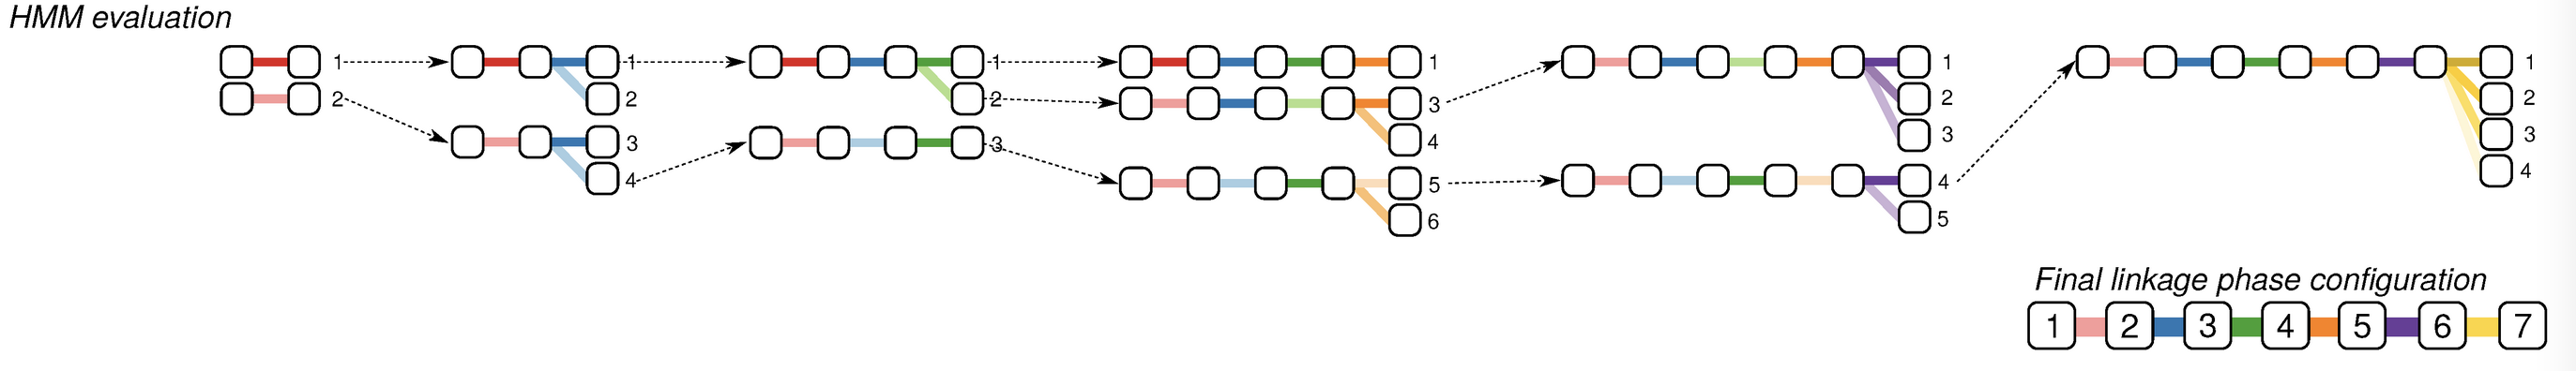 HMM evaluation
1 1 1 1 1 1
2 2 2 3 2 2
3 3 4 3 3
4 5 4 4
6 5
Final linkage phase configuration
1 2 3 4 5 6 7